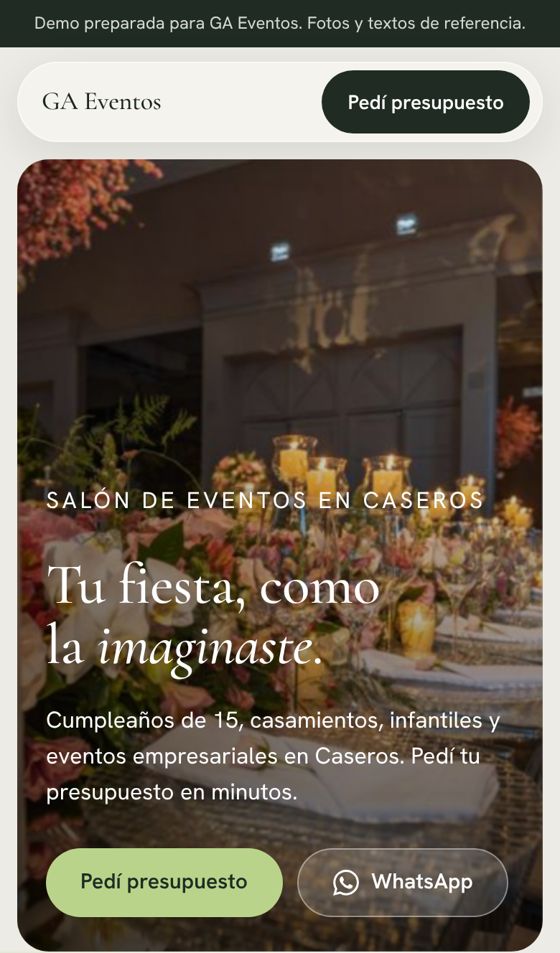 Demo preparada para GA Eventos. Fotos y textos de referencia.
GA Eventos
Pedí presupuesto
SALÓN DE EVENTOS EN CASEROS
Tu fiesta, como
la imaginaste.
Cumpleaños de 15, casamientos, infantiles y
eventos empresariales en Caseros. Pedí tu
presupuesto en minutos.
Pedí presupuesto
WhatsApp